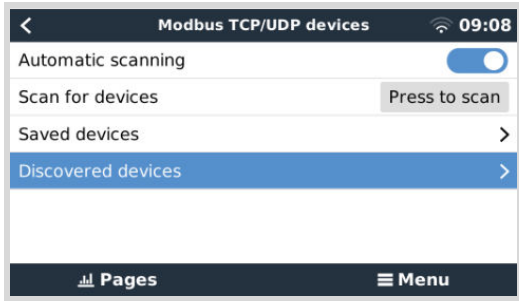 Modbus TCP/UDP devices 09:08
Automatic scanning
Scan for devices Press to scan
Saved devices
Discovered devices
Pages Menu